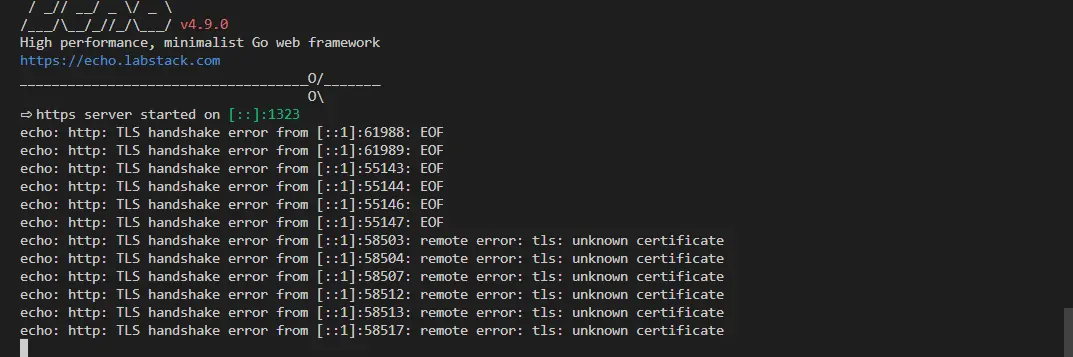 / _// __/ _ \/ _ \
/___/\__/_//_/\___/ v4.9.0
High performance, minimalist Go web framework
https://echo.labstack.com
____________________________________O/_______
                                    O\
⇨ https server started on [::]:1323
echo: http: TLS handshake error from [::1]:61988: EOF
echo: http: TLS handshake error from [::1]:61989: EOF
echo: http: TLS handshake error from [::1]:55143: EOF
echo: http: TLS handshake error from [::1]:55144: EOF
echo: http: TLS handshake error from [::1]:55146: EOF
echo: http: TLS handshake error from [::1]:55147: EOF
echo: http: TLS handshake error from [::1]:58503: remote error: tls: unknown certificate
echo: http: TLS handshake error from [::1]:58504: remote error: tls: unknown certificate
echo: http: TLS handshake error from [::1]:58507: remote error: tls: unknown certificate
echo: http: TLS handshake error from [::1]:58512: remote error: tls: unknown certificate
echo: http: TLS handshake error from [::1]:58513: remote error: tls: unknown certificate
echo: http: TLS handshake error from [::1]:58517: remote error: tls: unknown certificate